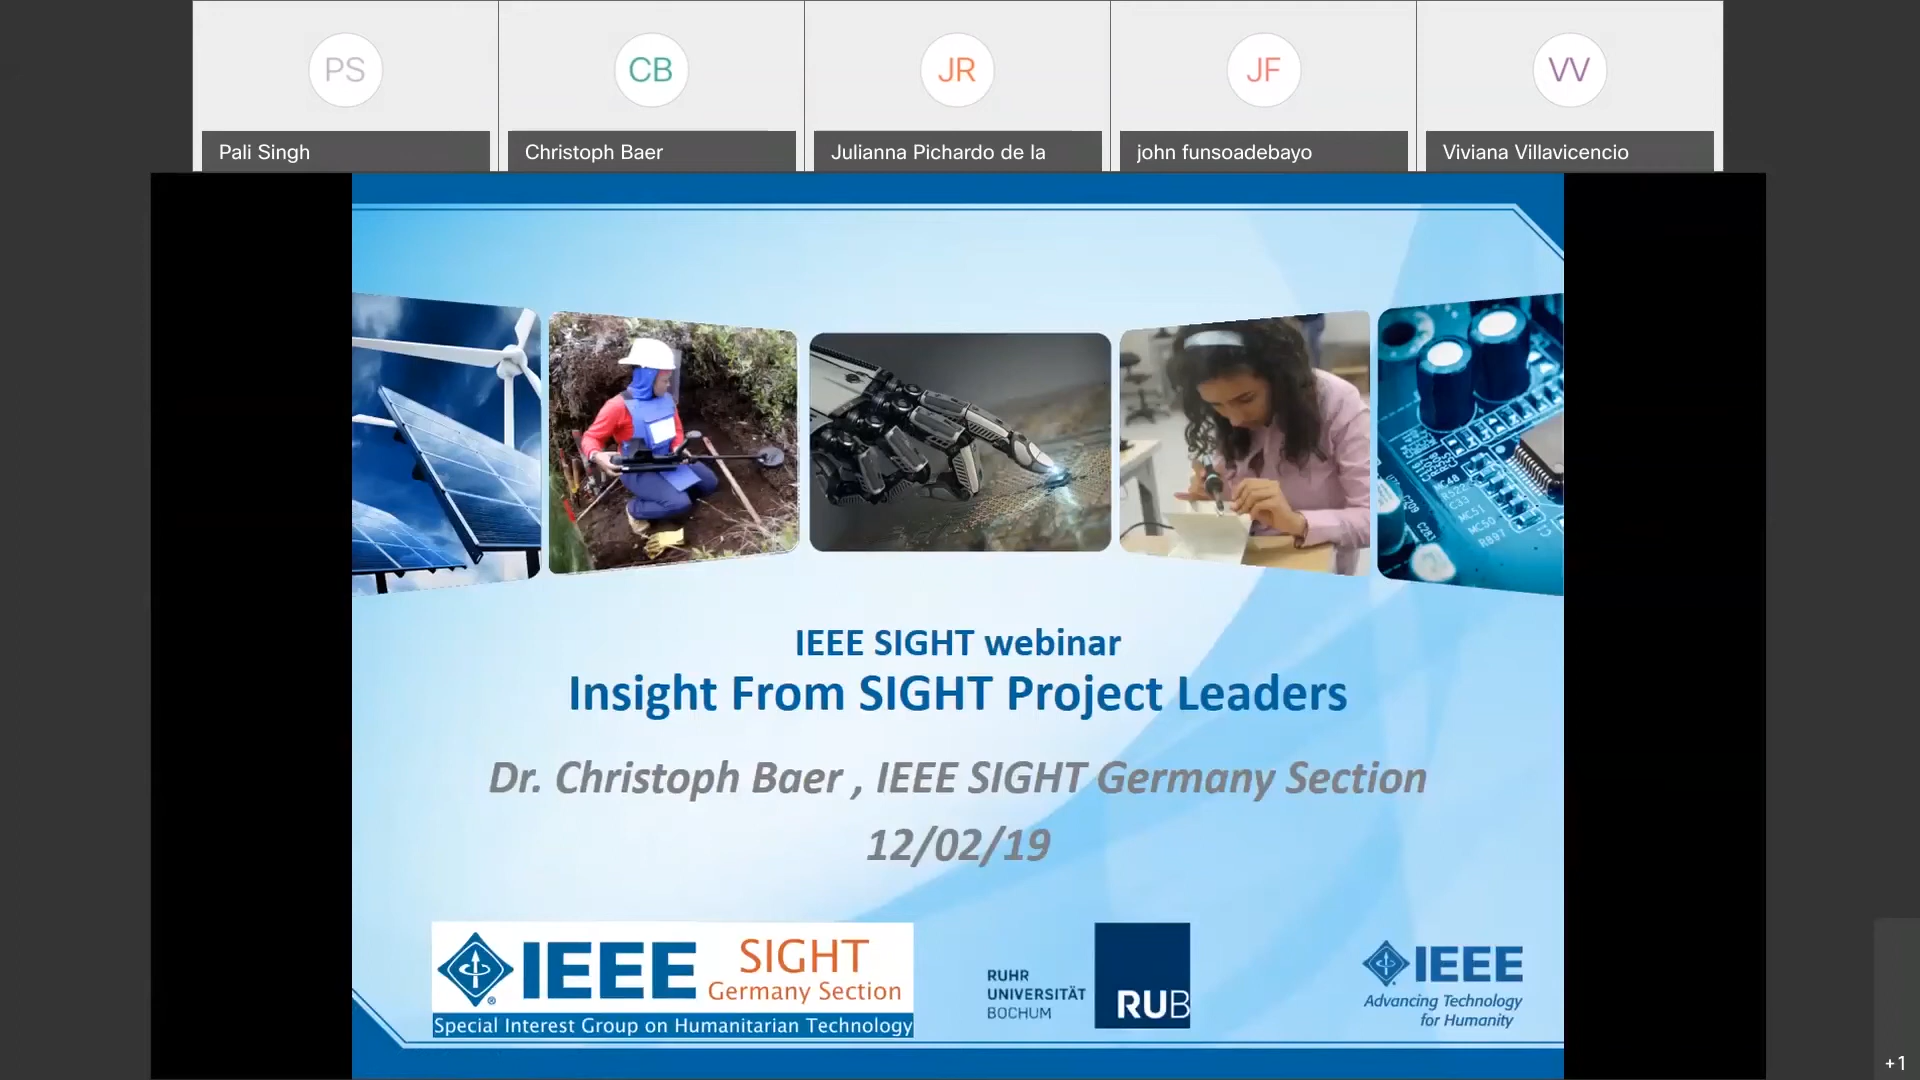 PS
CB
JR
JF
VV
Pali Singh
Christoph Baer
Julianna Pichardo de la
john funsoadebayo
Viviana Villavicencio
IEEE SIGHT webinar
Insight From SIGHT Project Leaders
Dr. Christoph Baer , IEEE SIGHT Germany Section
12/02/19
IEEE SIGHT
Germany Section
Special Interest Group on Humanitarian Technology
RUHR
UNIVERSITÄT
BOCHUM
RUB
IEEE
Advancing Technology
for Humanity
+1